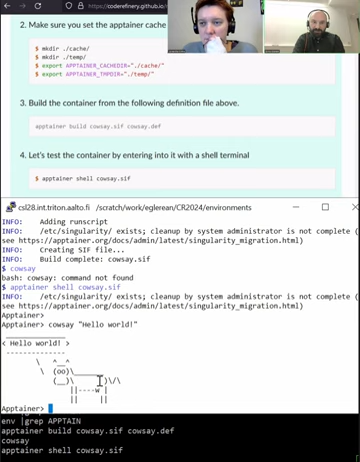 https://coderefinery.github.io/
2. Make sure you set the apptainer cache
$ mkdir ./cache/
$ mkdir ./temp/
$ export APPTAINER_CACHEDIR="./cache/"
$ export APPTAINER_TMPDIR="./temp/"
3. Build the container from the following definition file above.
apptainer build cowsay.sif cowsay.def
4. Let's test the container by entering into it with a shell terminal
$ apptainer shell cowsay.sif
csl28.int.triton.aalto.fi /scratch/work/eglerean/CR2024/environments
INFO: Adding runscript
INFO: /etc/singularity/ exists; cleanup by system administrator is not complete (
see https://apptainer.org/docs/admin/latest/singularity_migration.html)
INFO: Creating SIF file...
INFO: Build complete: cowsay.sif
$ cowsay
bash: cowsay: command not found
$ apptainer shell cowsay.sif
INFO: /etc/singularity/ exists; cleanup by system administrator is not complete (
see https://apptainer.org/docs/admin/latest/singularity_migration.html)
Apptainer>
Apptainer> cowsay "Hello world!"
______________
< Hello world! >
--------------
\ ^__^
\ (oo)\_______
(__)\ )\/\
||----w |
|| ||
Apptainer>
env |grep APPTAIN
apptainer build cowsay.sif cowsay.def
cowsay
apptainer shell cowsay.sif